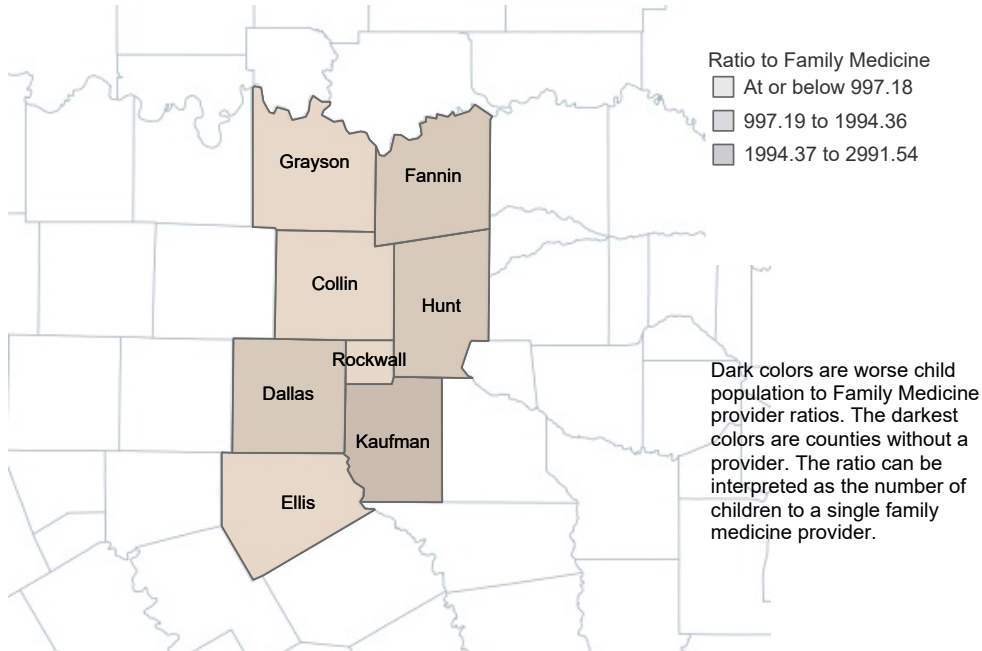 Ratio to Family Medicine
At or below 997.18
997.19 to 1994.36
1994.37 to 2991.54
Grayson
Fannin
Collin
Hunt
Rockwall
Dallas
Kaufman
Ellis
Dark colors are worse child
population to Family Medicine
provider ratios. The darkest
colors are counties without a
provider. The ratio can be
interpreted as the number of
children to a single family
medicine provider.